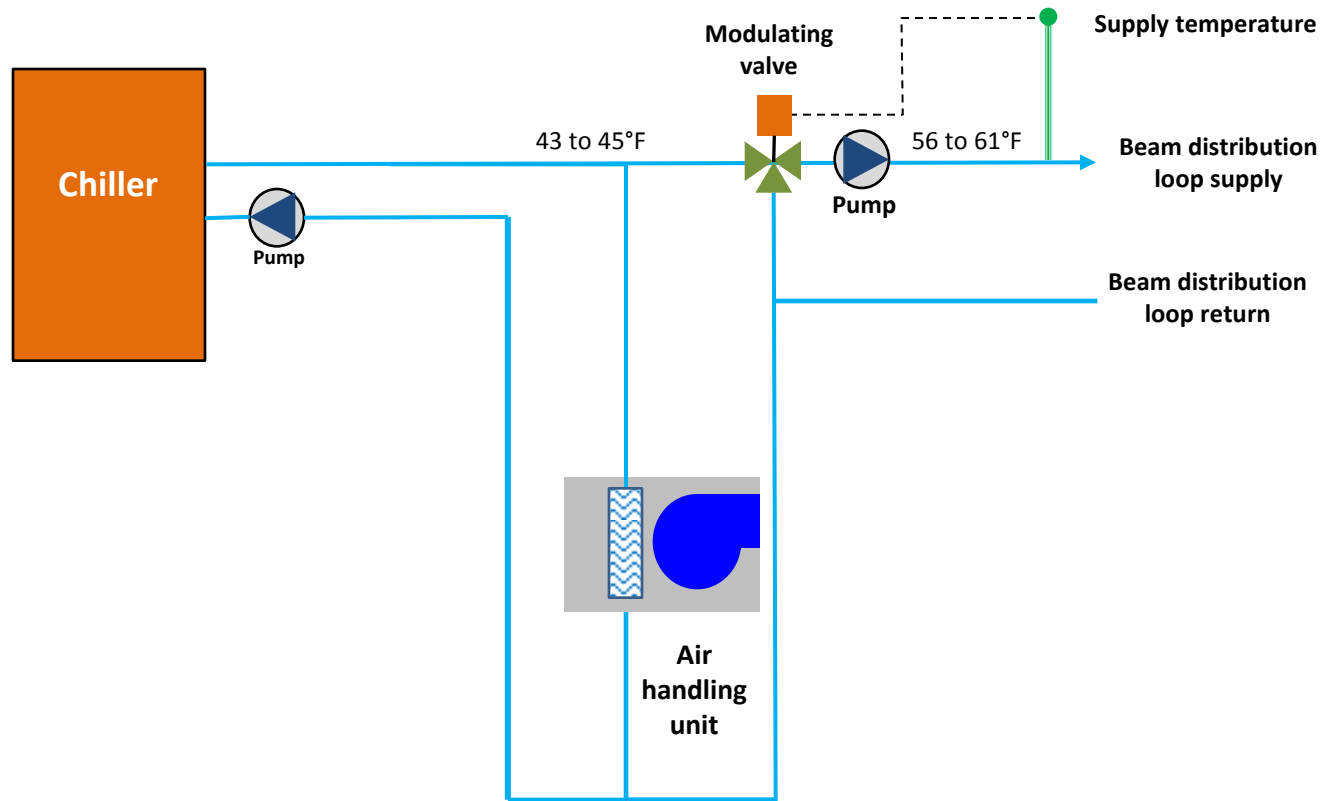 Supply temperature
Modulating
valve
43 to 45°F
56 to 61°F
Beam distribution
loop supply
Chiller
Pump
Pump
Beam distribution
loop return
Air
handling
unit